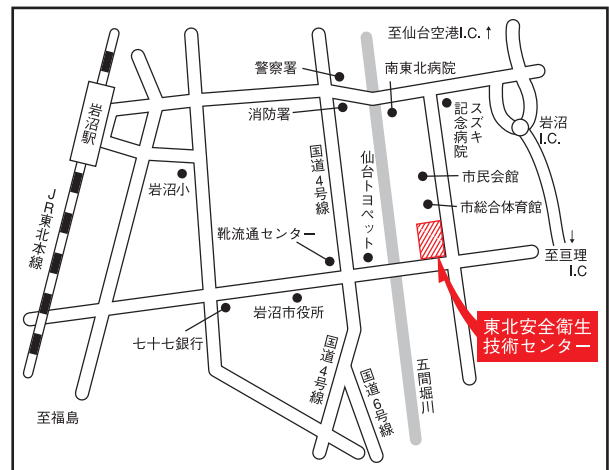 至仙台空港I.C.↑
警察署
南東北病院
岩沼駅
消防署
スズキ
記念病院
岩沼
I.C.
国道4号線
仙台トヨペット
市民会館
岩沼小
市総合体育館
JR東北本線
靴流通センター
↓
至亘理
I.C
岩沼市役所
東北安全衛生
技術センター
七十七銀行
国道4号線
国道6号線
五間堀川
至福島